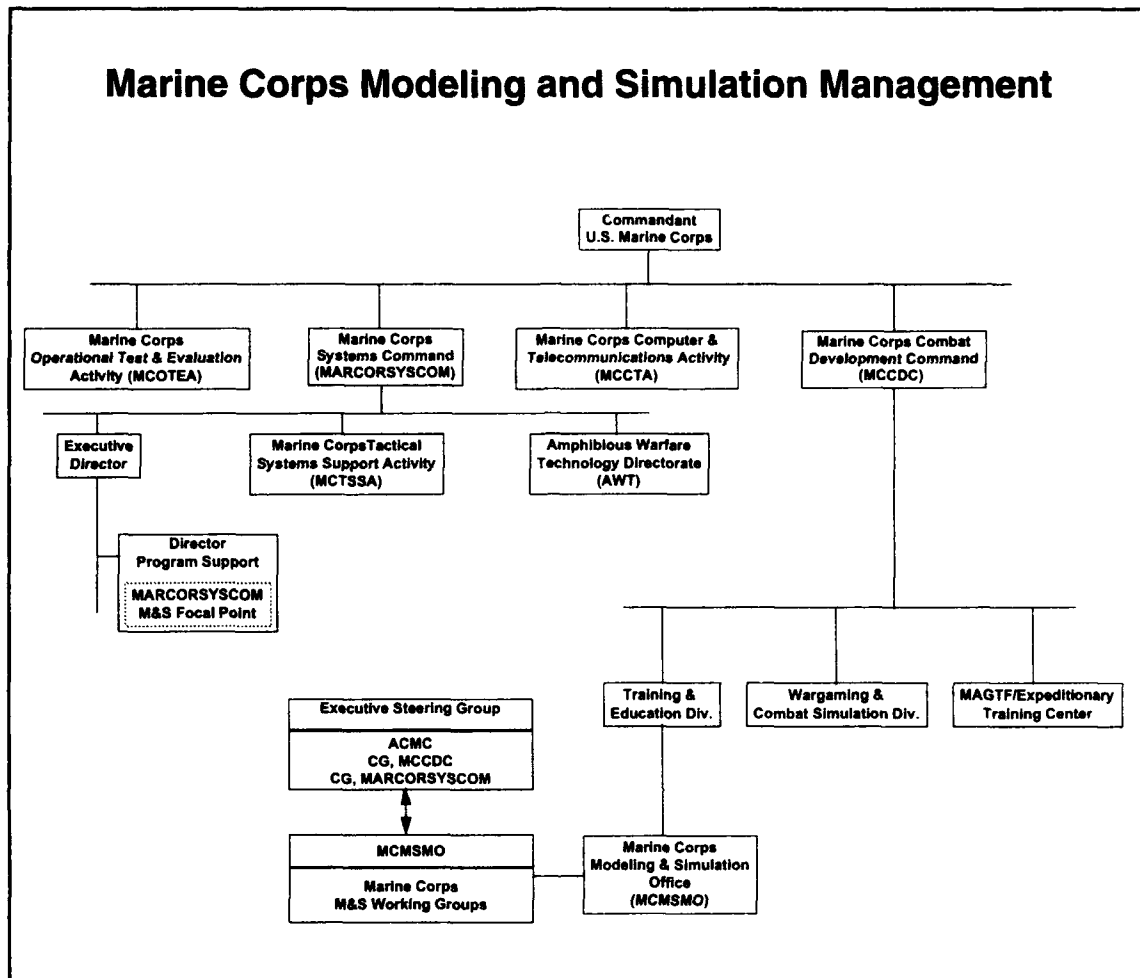 Marine Corps Modeling and Simulation Management
Commandant
U.S. Marine Corps
Marine Corps
Operational Test & Evaluation
Activity (MCOTEA)
Marine Corps
Systems Command
(MARCORSYSCOM)
Marine Corps Computer &
Telecommunications Activity
(MCCTA)
Marine Corps Combat
Development Command
(MCCDC)
Executive
Director
Marine CorpsTactical
Systems Support Activity
(MCTSSA)
Amphibious Warfare
Technology Directorate
(AWT)
Director
Program Support
MARCORSYSCOM
M&S Focal Point
Training &
Education Div.
Wargaming &
Combat Simulation Div.
MAGTF/Expeditionary
Training Center
Executive Steering Group
ACMC
CG, MCCDC
CG, MARCORSYSCOM
MCMSMO
Marine Corps
M&S Working Groups
Marine Corps
Modeling & Simulation
Office
(MCMSMO)